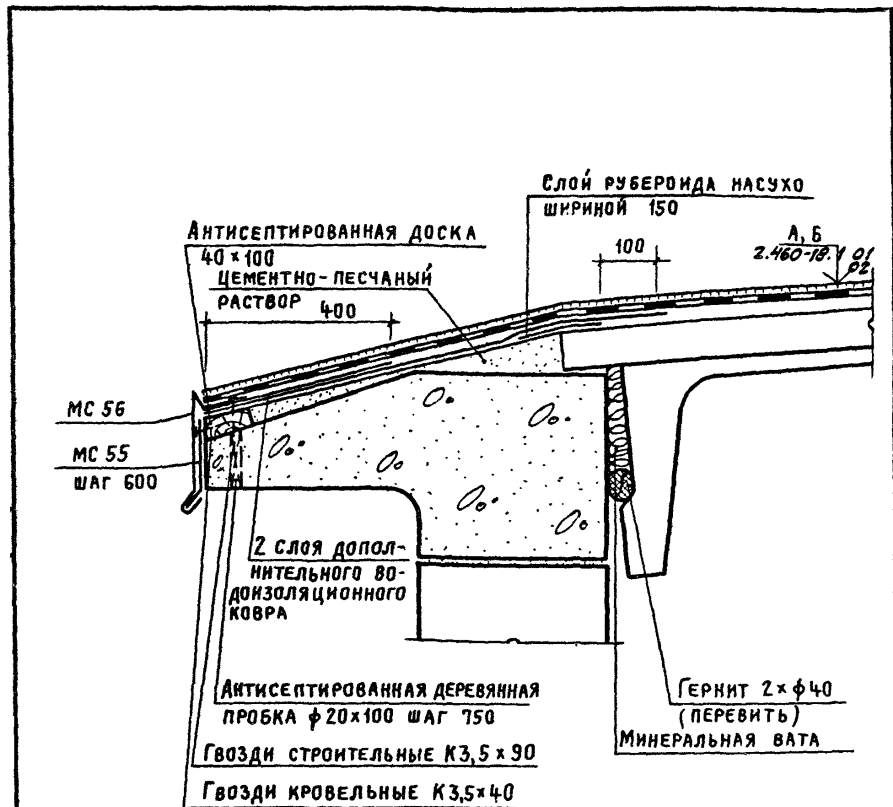 Слой рубероида насухо
шириной 150
А, Б
2.460-18.1 01
02
100
Антисептированная доска
40×100
цементно-песчаный
раствор
400
МС 56
МС 55
шаг 600
2 слоя допол-
нительного во-
доизоляционного
ковра
Антисептированная деревянная
пробка ф20×100 шаг 750
Гвозди строительные К3,5×90
Гвозди кровельные К3,5×40
Гернит 2×ф40
(перевить)
Минеральная вата